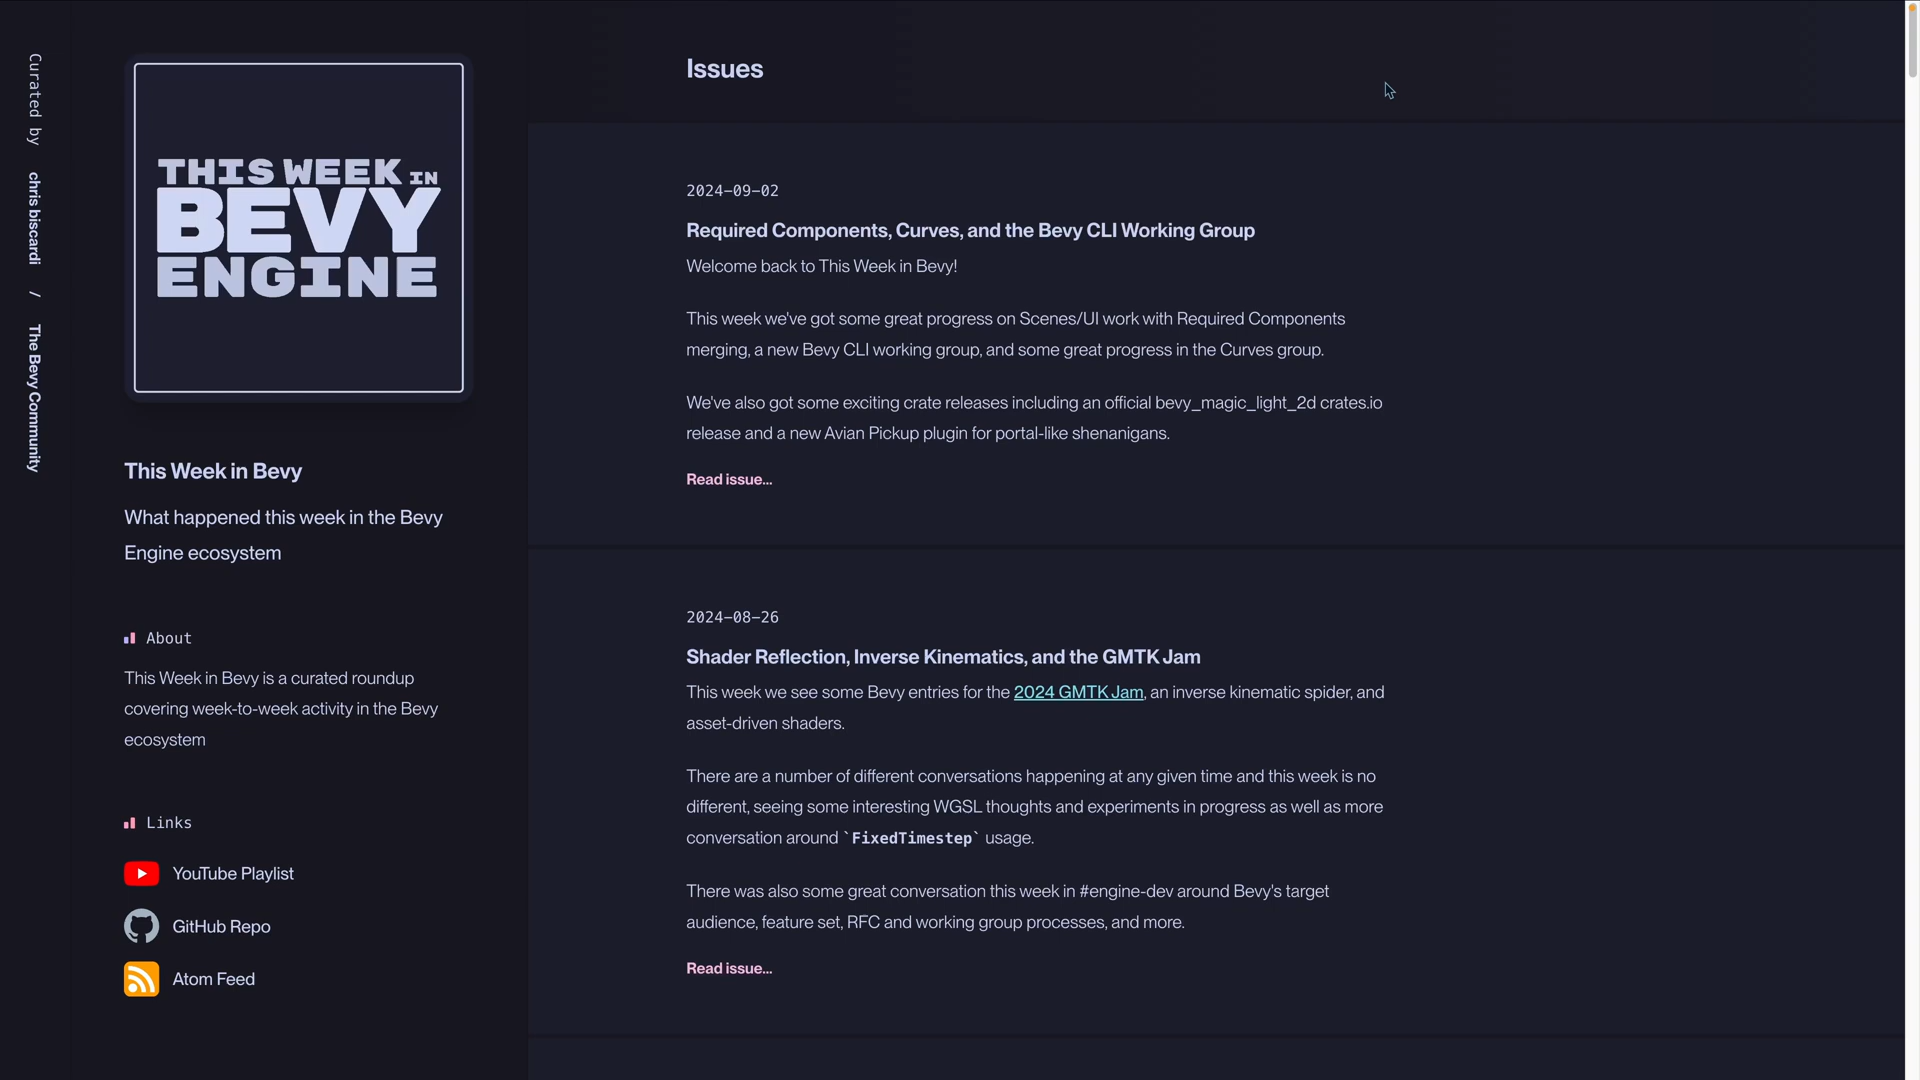 Curated by chris biscardi / The Bevy Community
THIS WEEK IN
BEVY
ENGINE
This Week in Bevy
What happened this week in the Bevy
Engine ecosystem
About
This Week in Bevy is a curated roundup
covering week-to-week activity in the Bevy
ecosystem
Links
YouTube Playlist
GitHub Repo
Atom Feed
Issues
2024-09-02
Required Components, Curves, and the Bevy CLI Working Group
Welcome back to This Week in Bevy!
This week we've got some great progress on Scenes/UI work with Required Components
merging, a new Bevy CLI working group, and some great progress in the Curves group.
We've also got some exciting crate releases including an official bevy_magic_light_2d crates.io
release and a new Avian Pickup plugin for portal-like shenanigans.
Read issue...
2024-08-26
Shader Reflection, Inverse Kinematics, and the GMTK Jam
This week we see some Bevy entries for the 2024 GMTK Jam, an inverse kinematic spider, and
asset-driven shaders.
There are a number of different conversations happening at any given time and this week is no
different, seeing some interesting WGSL thoughts and experiments in progress as well as more
conversation around `FixedTimestep` usage.
There was also some great conversation this week in #engine-dev around Bevy's target
audience, feature set, RFC and working group processes, and more.
Read issue...